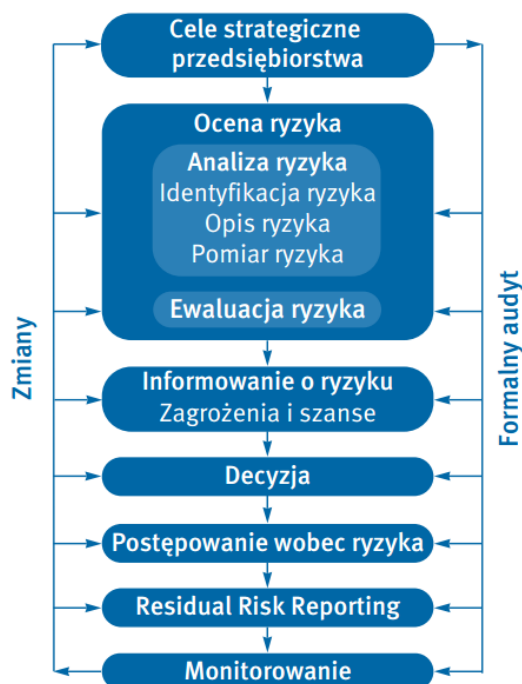 Cele strategiczne
przedsiębiorstwa
Ocena ryzyka
Analiza ryzyka
Identyfikacja ryzyka
Opis ryzyka
Pomiar ryzyka
Ewaluacja ryzyka
Informowanie o ryzyku
Zagrożenia i szanse
Decyzja
Postępowanie wobec ryzyka
Residual Risk Reporting
Monitorowanie
Zmiany
Formalny audyt